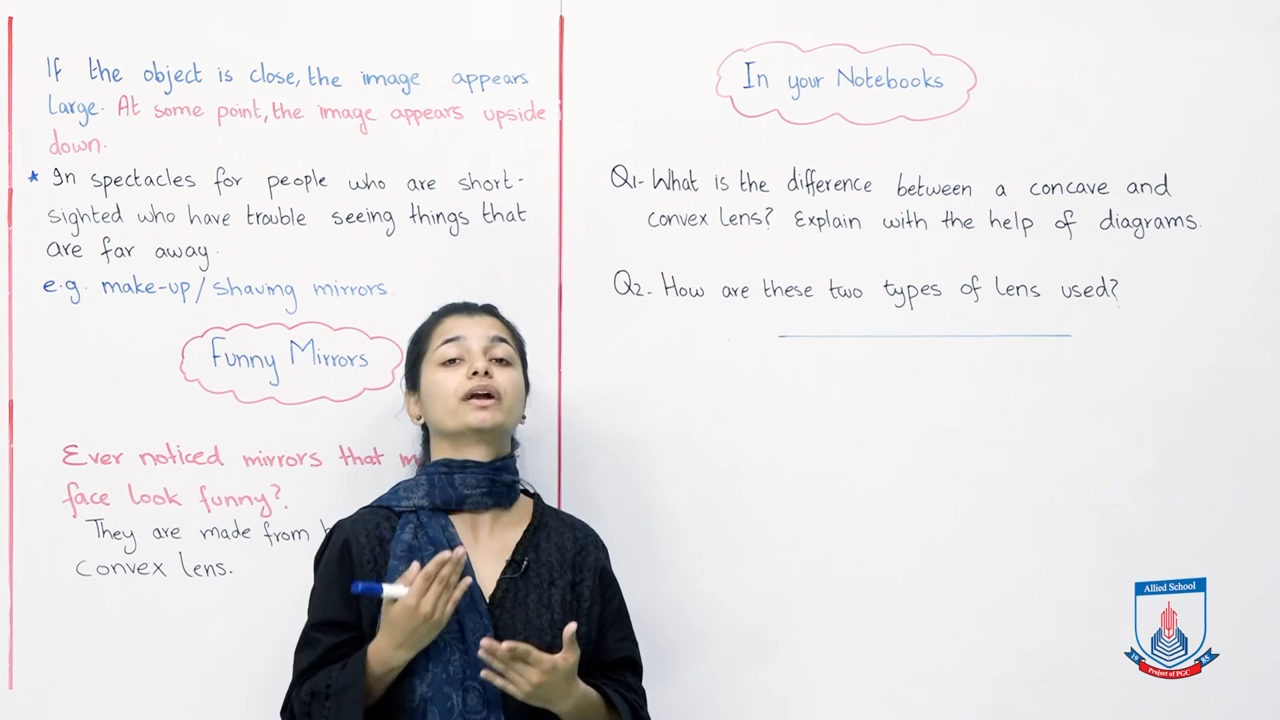 If the object is close, the image appears
large. At some point, the image appears upside
down.
* In spectacles for people who are short-
sighted who have trouble seeing things that
are far away.
e.g. make-up/shaving mirrors.
Funny Mirrors
Ever noticed mirrors that
face look funny?
They are made from
convex lens.
In your Notebooks
Q1- What is the difference between a concave and
convex lens? Explain with the help of diagrams.
Q2- How are these two types of lens used?
Allied School
19 85
Project of PGC